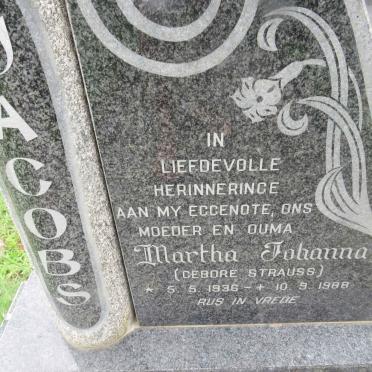 JACOBS
IN
LIEFDEVOLLE
HERINNERINGE
AAN MY EGGENOTE, ONS
MOEDER EN OUMA
Martha Johanna
(GEBORE STRAUSS)
* 5.5.1936 - + 10.9.1988
RUS IN VREDE